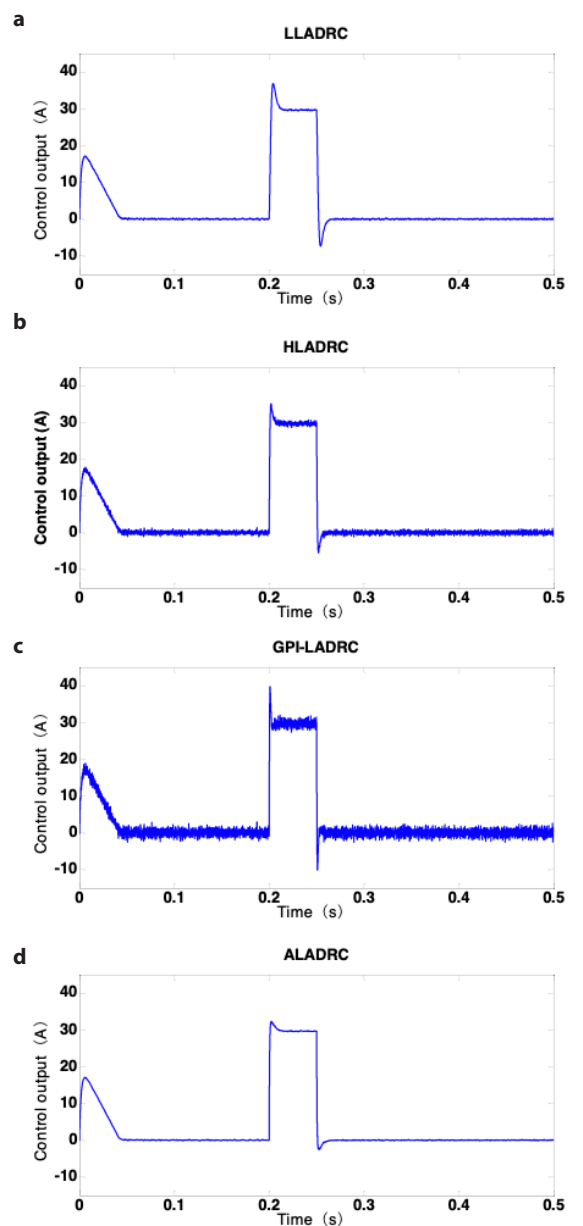 a
LLADRC
Control output（A）
40
30
20
10
0
-10
0 0.1 0.2 0.3 0.4 0.5
Time（s）
b
HLADRC
Control output (A)
40
30
20
10
0
-10
0 0.1 0.2 0.3 0.4 0.5
Time（s）
c
GPI-LADRC
Control output（A）
40
30
20
10
0
-10
0 0.1 0.2 0.3 0.4 0.5
Time（s）
d
ALADRC
Control output（A）
40
30
20
10
0
-10
0 0.1 0.2 0.3 0.4 0.5
Time（s）